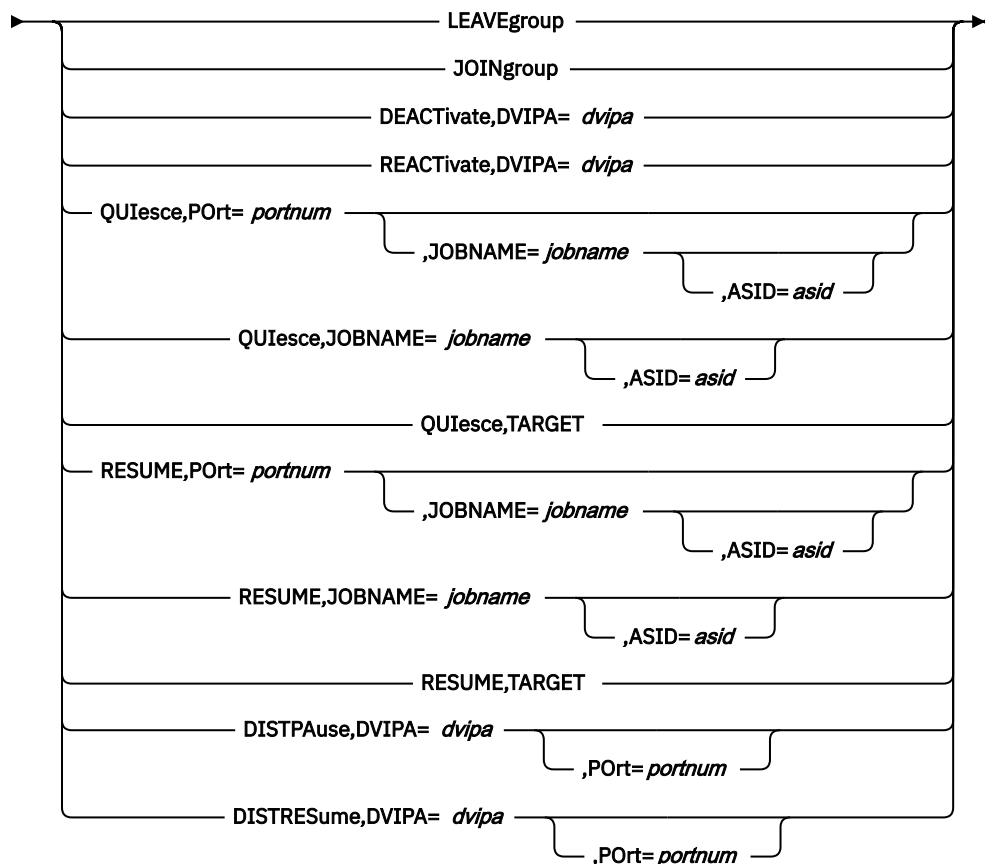 LEAVEgroup
JOINgroup
DEACTivate,DVIPA= dvipa
REACTivate,DVIPA= dvipa
QUIesce,POrt= portnum
,JOBNAME= jobname
,ASID= asid
QUIesce,JOBNAME= jobname
,ASID= asid
QUIesce,TARGET
RESUME,POrt= portnum
,JOBNAME= jobname
,ASID= asid
RESUME,JOBNAME= jobname
,ASID= asid
RESUME,TARGET
DISTPAuse,DVIPA= dvipa
,POrt= portnum
DISTRESume,DVIPA= dvipa
,POrt= portnum